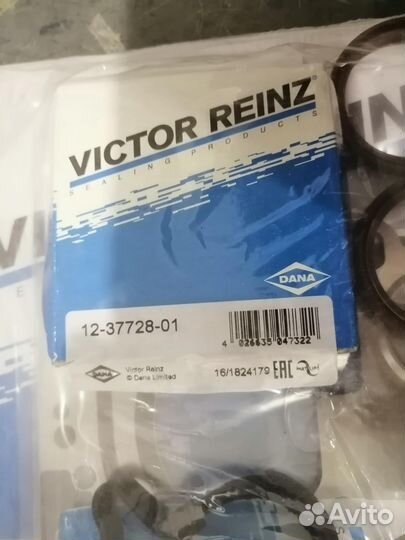 VICTOR REINZ®
SEALING PRODUCTS
DANA
12-37728-01
4 026635 047322
DANA
Victor Reinz
© Dana Limited
16/1824179 EAC
Avito